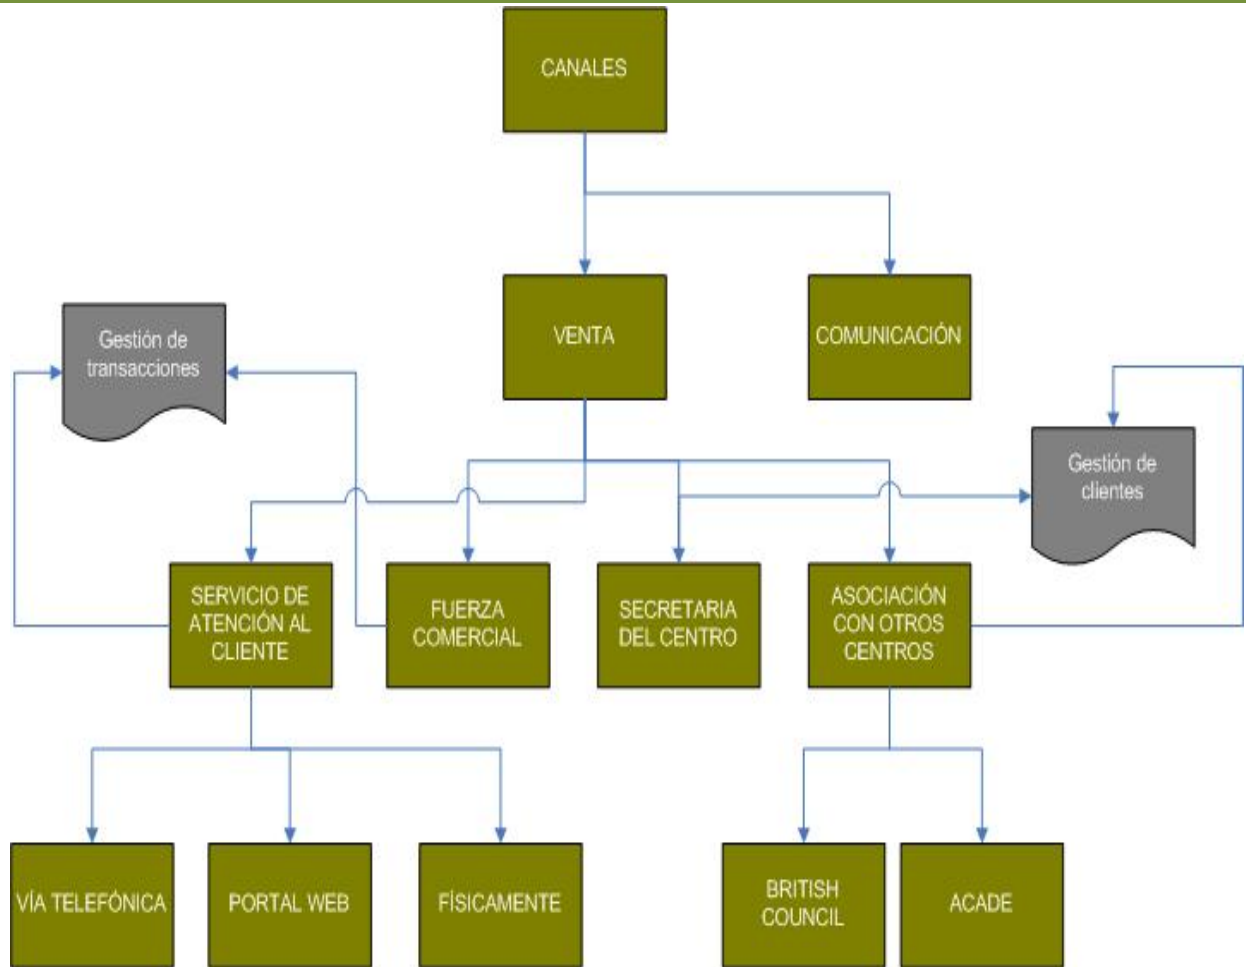 CANALES
VENTA
COMUNICACIÓN
Gestión de
transacciones
Gestión de
clientes
SERVICIO DE
ATENCIÓN AL
CLIENTE
FUERZA
COMERCIAL
SECRETARIA
DEL CENTRO
ASOCIACIÓN
CON OTROS
CENTROS
VÍA TELEFÓNICA
PORTAL WEB
FÍSICAMENTE
BRITISH
COUNCIL
ACADE